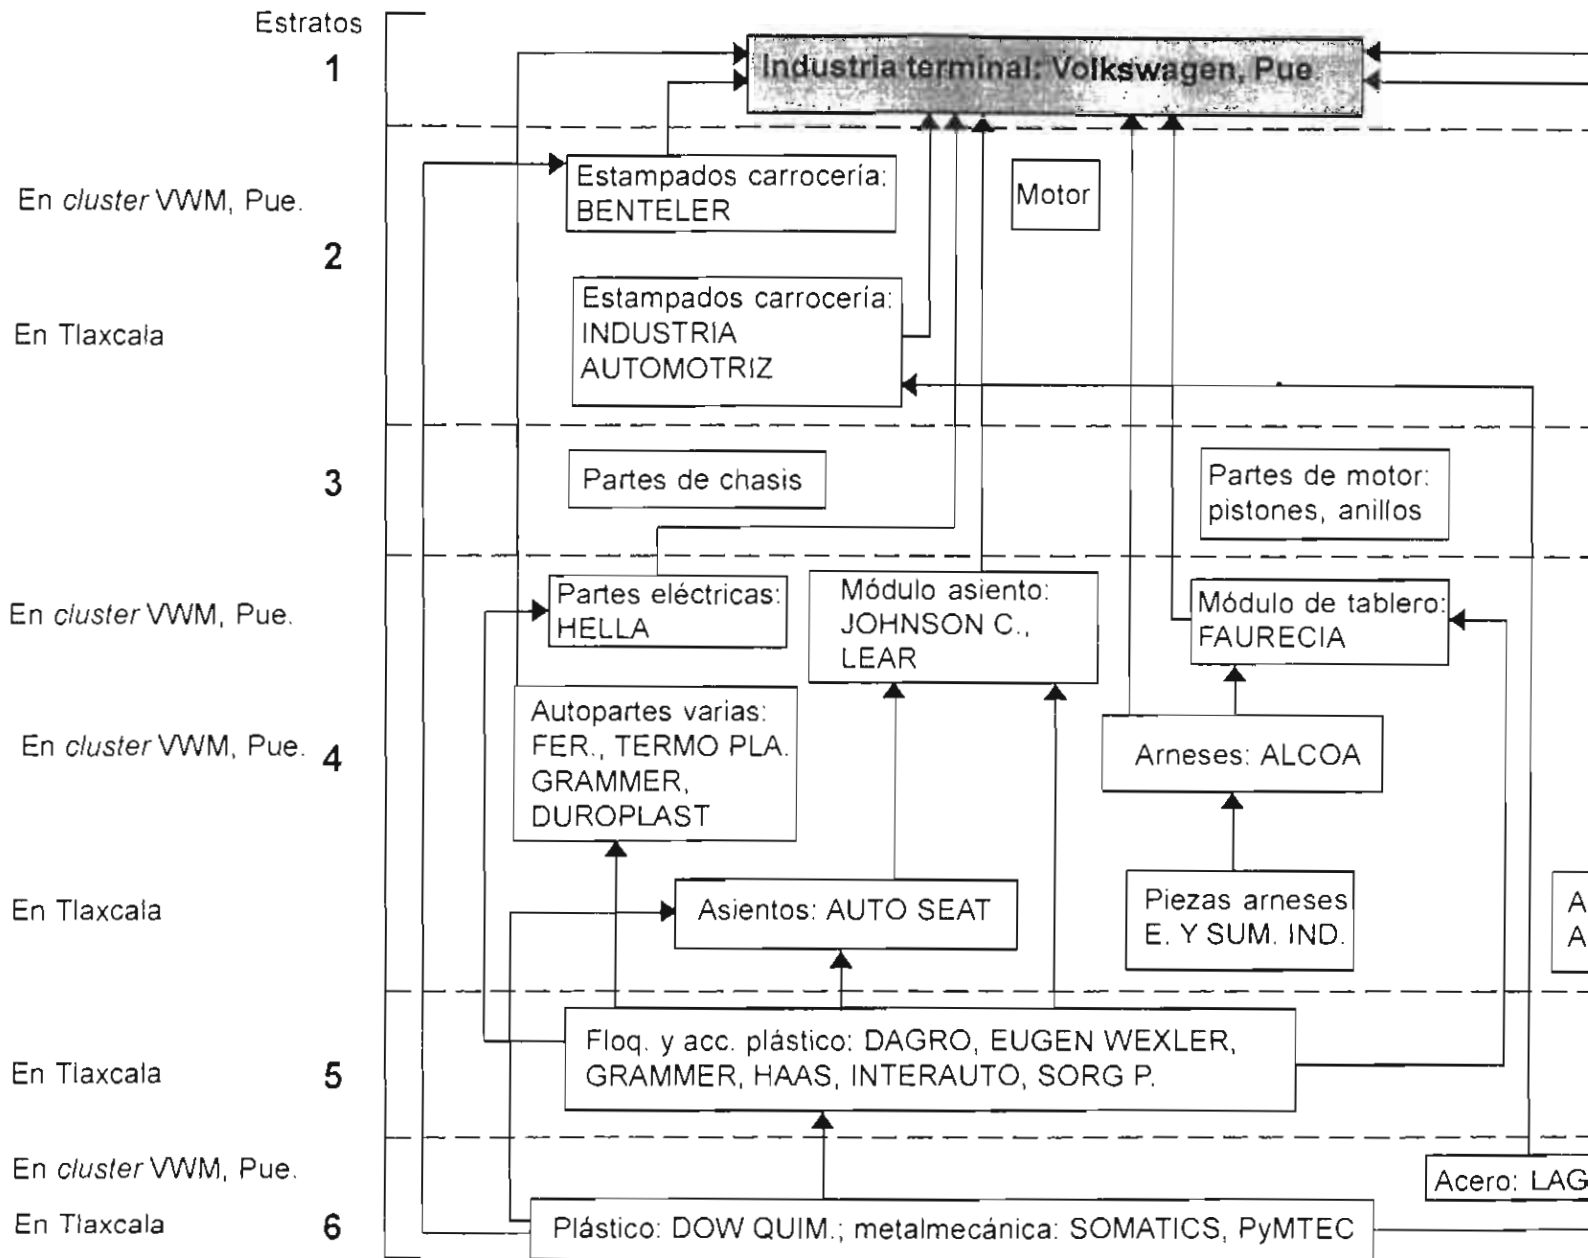 Estratos
1
Industria terminal: Volkswagen, Pue
En cluster VWM, Pue.
Estampados carrocería:
BENTELER
Motor
2
En Tlaxcala
Estampados carrocería:
INDUSTRIA
AUTOMOTRIZ
3
Partes de chasis
Partes de motor:
pistones, anillos
En cluster VWM, Pue.
Partes eléctricas:
HELLA
Módulo asiento:
JOHNSON C.,
LEAR
Módulo de tablero:
FAURECIA
En cluster VWM, Pue.
4
Autopartes varias:
FER., TERMO PLA.
GRAMMER,
DUROPLAST
Arneses: ALCOA
En Tlaxcala
Asientos: AUTO SEAT
Piezas arneses
E. Y SUM. IND.
A
A
En Tlaxcala
5
Floq. y acc. plástico: DAGRO, EUGEN WEXLER,
GRAMMER, HAAS, INTERAUTO, SORG P.
En cluster VWM, Pue.
Acero: LAG
En Tlaxcala
6
Plástico: DOW QUIM.; metalmecánica: SOMATICS, PyMTEC